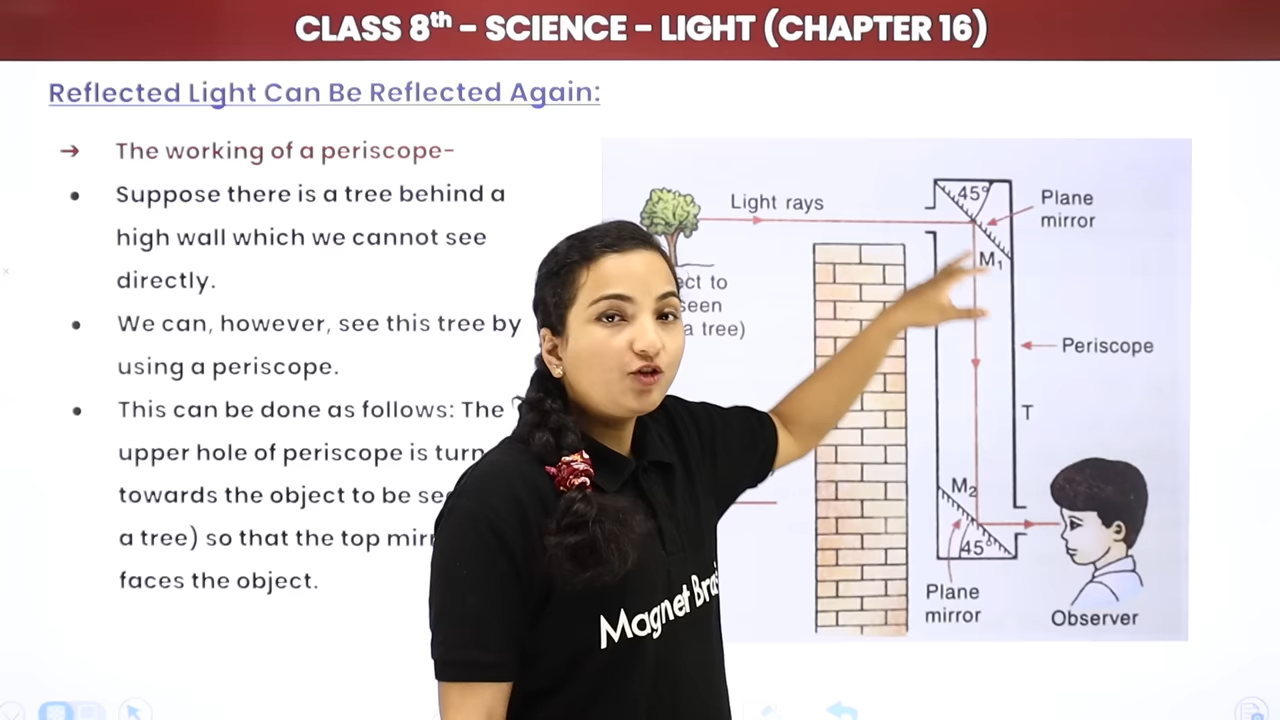 CLASS 8th - SCIENCE - LIGHT (CHAPTER 16)
Reflected Light Can Be Reflected Again:
➔ The working of a periscope-
• Suppose there is a tree behind a
high wall which we cannot see
directly.
• We can, however, see this tree by
using a periscope.
• This can be done as follows: The
upper hole of periscope is
towards the object to be
a tree) so that the top
faces the object.
Light rays
45°
Plane
mirror
M₁
to
seen
a tree)
Periscope
T
M₂
45°
Plane
mirror
Observer
Magnet